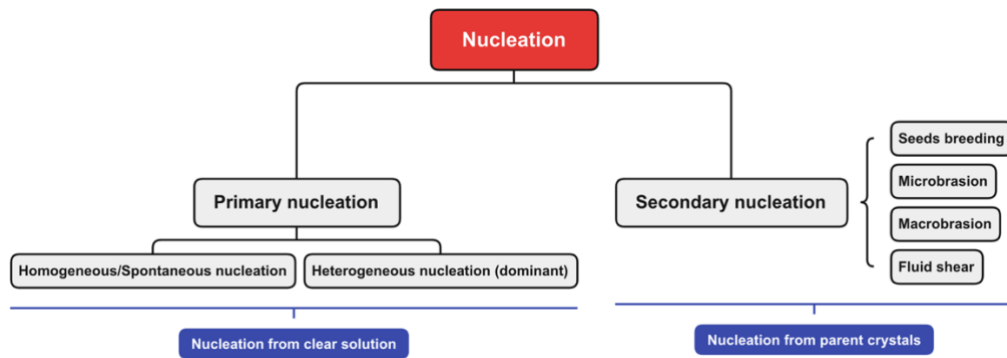 Nucleation
Primary nucleation
Secondary nucleation
Seeds breeding
Microbrasion
Macrobrasion
Fluid shear
Homogeneous/Spontaneous nucleation
Heterogeneous nucleation (dominant)
Nucleation from clear solution
Nucleation from parent crystals